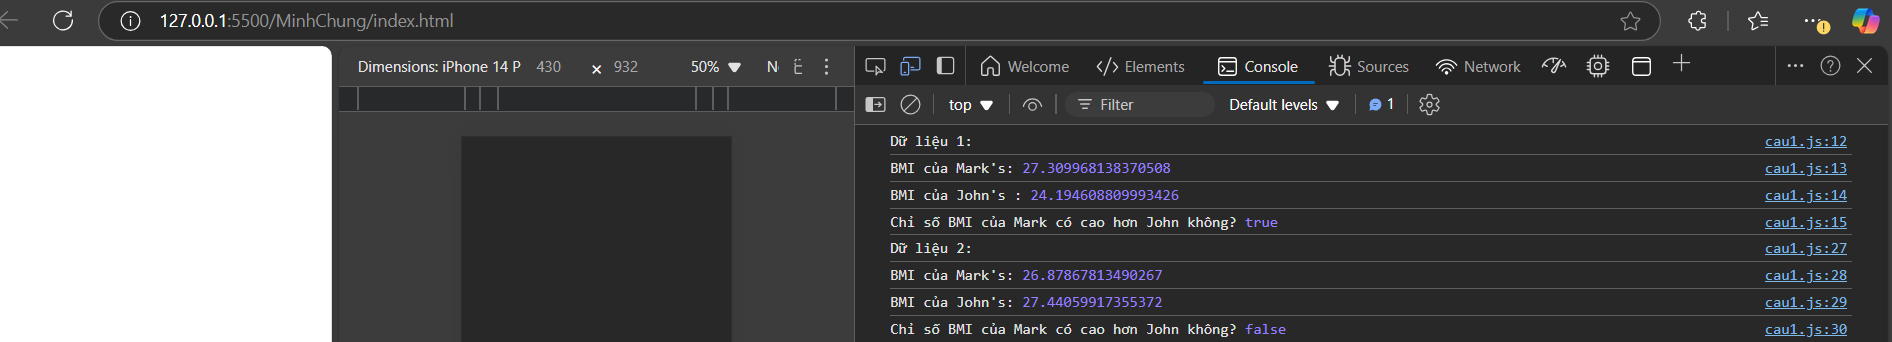 127.0.0.1:5500/MinhChung/index.html
Dimensions: iPhone 14 P 430 × 932 50% ▼
Welcome Elements Console Sources Network
top ▼ Filter Default levels ▼ 1
Dữ liệu 1: cau1.js:12
BMI của Mark's: 27.309968138370508 cau1.js:13
BMI của John's : 24.194608809993426 cau1.js:14
Chỉ số BMI của Mark có cao hơn John không? true cau1.js:15
Dữ liệu 2: cau1.js:27
BMI của Mark's: 26.87867813490267 cau1.js:28
BMI của John's: 27.44059917355372 cau1.js:29
Chỉ số BMI của Mark có cao hơn John không? false cau1.js:30